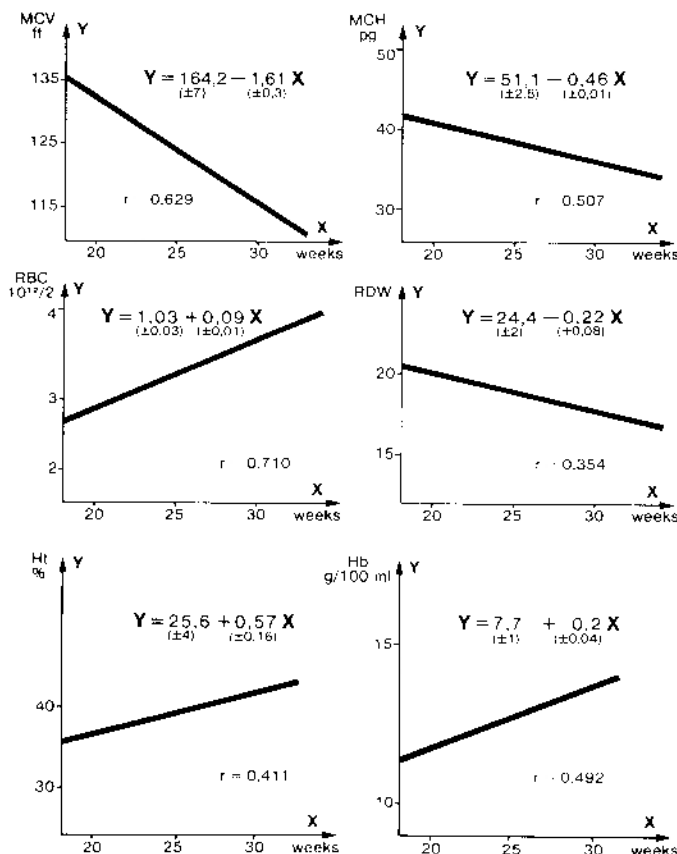 MCV
ft
Y
135
125
115
Y = 164,2 − 1,61 X
(±7) (±0,3)
r 0.629
X
20 25 30 weeks
MCH
pg
Y
50
40
30
Y = 51,1 − 0,46 X
(±2,8) (±0,01)
r 0.507
X
20 25 30 weeks
RBC
10¹²/2
Y
4
3
2
Y = 1,03 + 0,09 X
(±0.03) (±0,01)
r 0.710
X
20 25 30 weeks
RDW
Y
20
15
Y = 24,4 − 0,22 X
(±2) (+0,08)
r 0.354
X
20 25 30 weeks
Ht
%
Y
40
30
Y = 25,6 + 0,57 X
(±4) (±0,16)
r = 0,411
X
20 25 30 weeks
Hb
g/100 ml
Y
15
10
Y = 7,7 + 0,2 X
(±1) (±0,04)
r 0.492
X
20 25 30 weeks